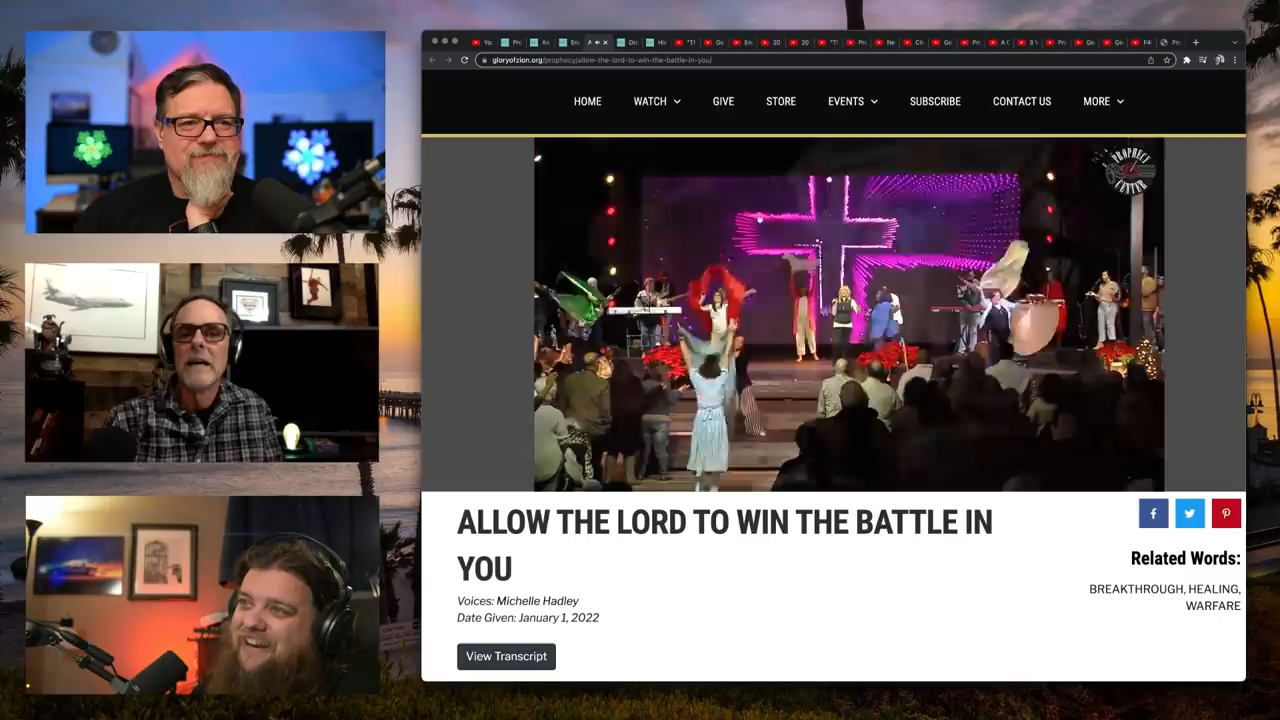 gloryofzion.org/prophecy/allow-the-lord-to-win-the-battle-in-you/
HOME WATCH GIVE STORE EVENTS SUBSCRIBE CONTACT US MORE
PROPHECY
CENTER
ALLOW THE LORD TO WIN THE BATTLE IN
YOU
Voices: Michelle Hadley
Date Given: January 1, 2022
View Transcript
Related Words:
BREAKTHROUGH, HEALING,
WARFARE